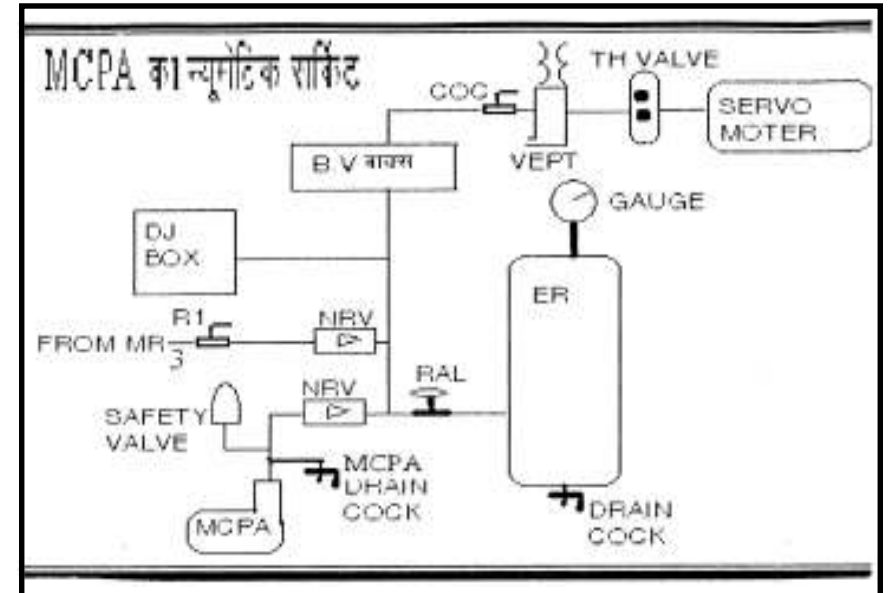 MCPA का न्यूमेटिक सर्किट
TH VALVE
COC
SERVO
MOTER
VEPT
B.V बाक्स
GAUGE
DJ
BOX
ER
R1
NRV
FROM MR
3
RAL
NRV
SAFETY
VALVE
MCPA
DRAIN
COCK
MCPA
DRAIN
COCK